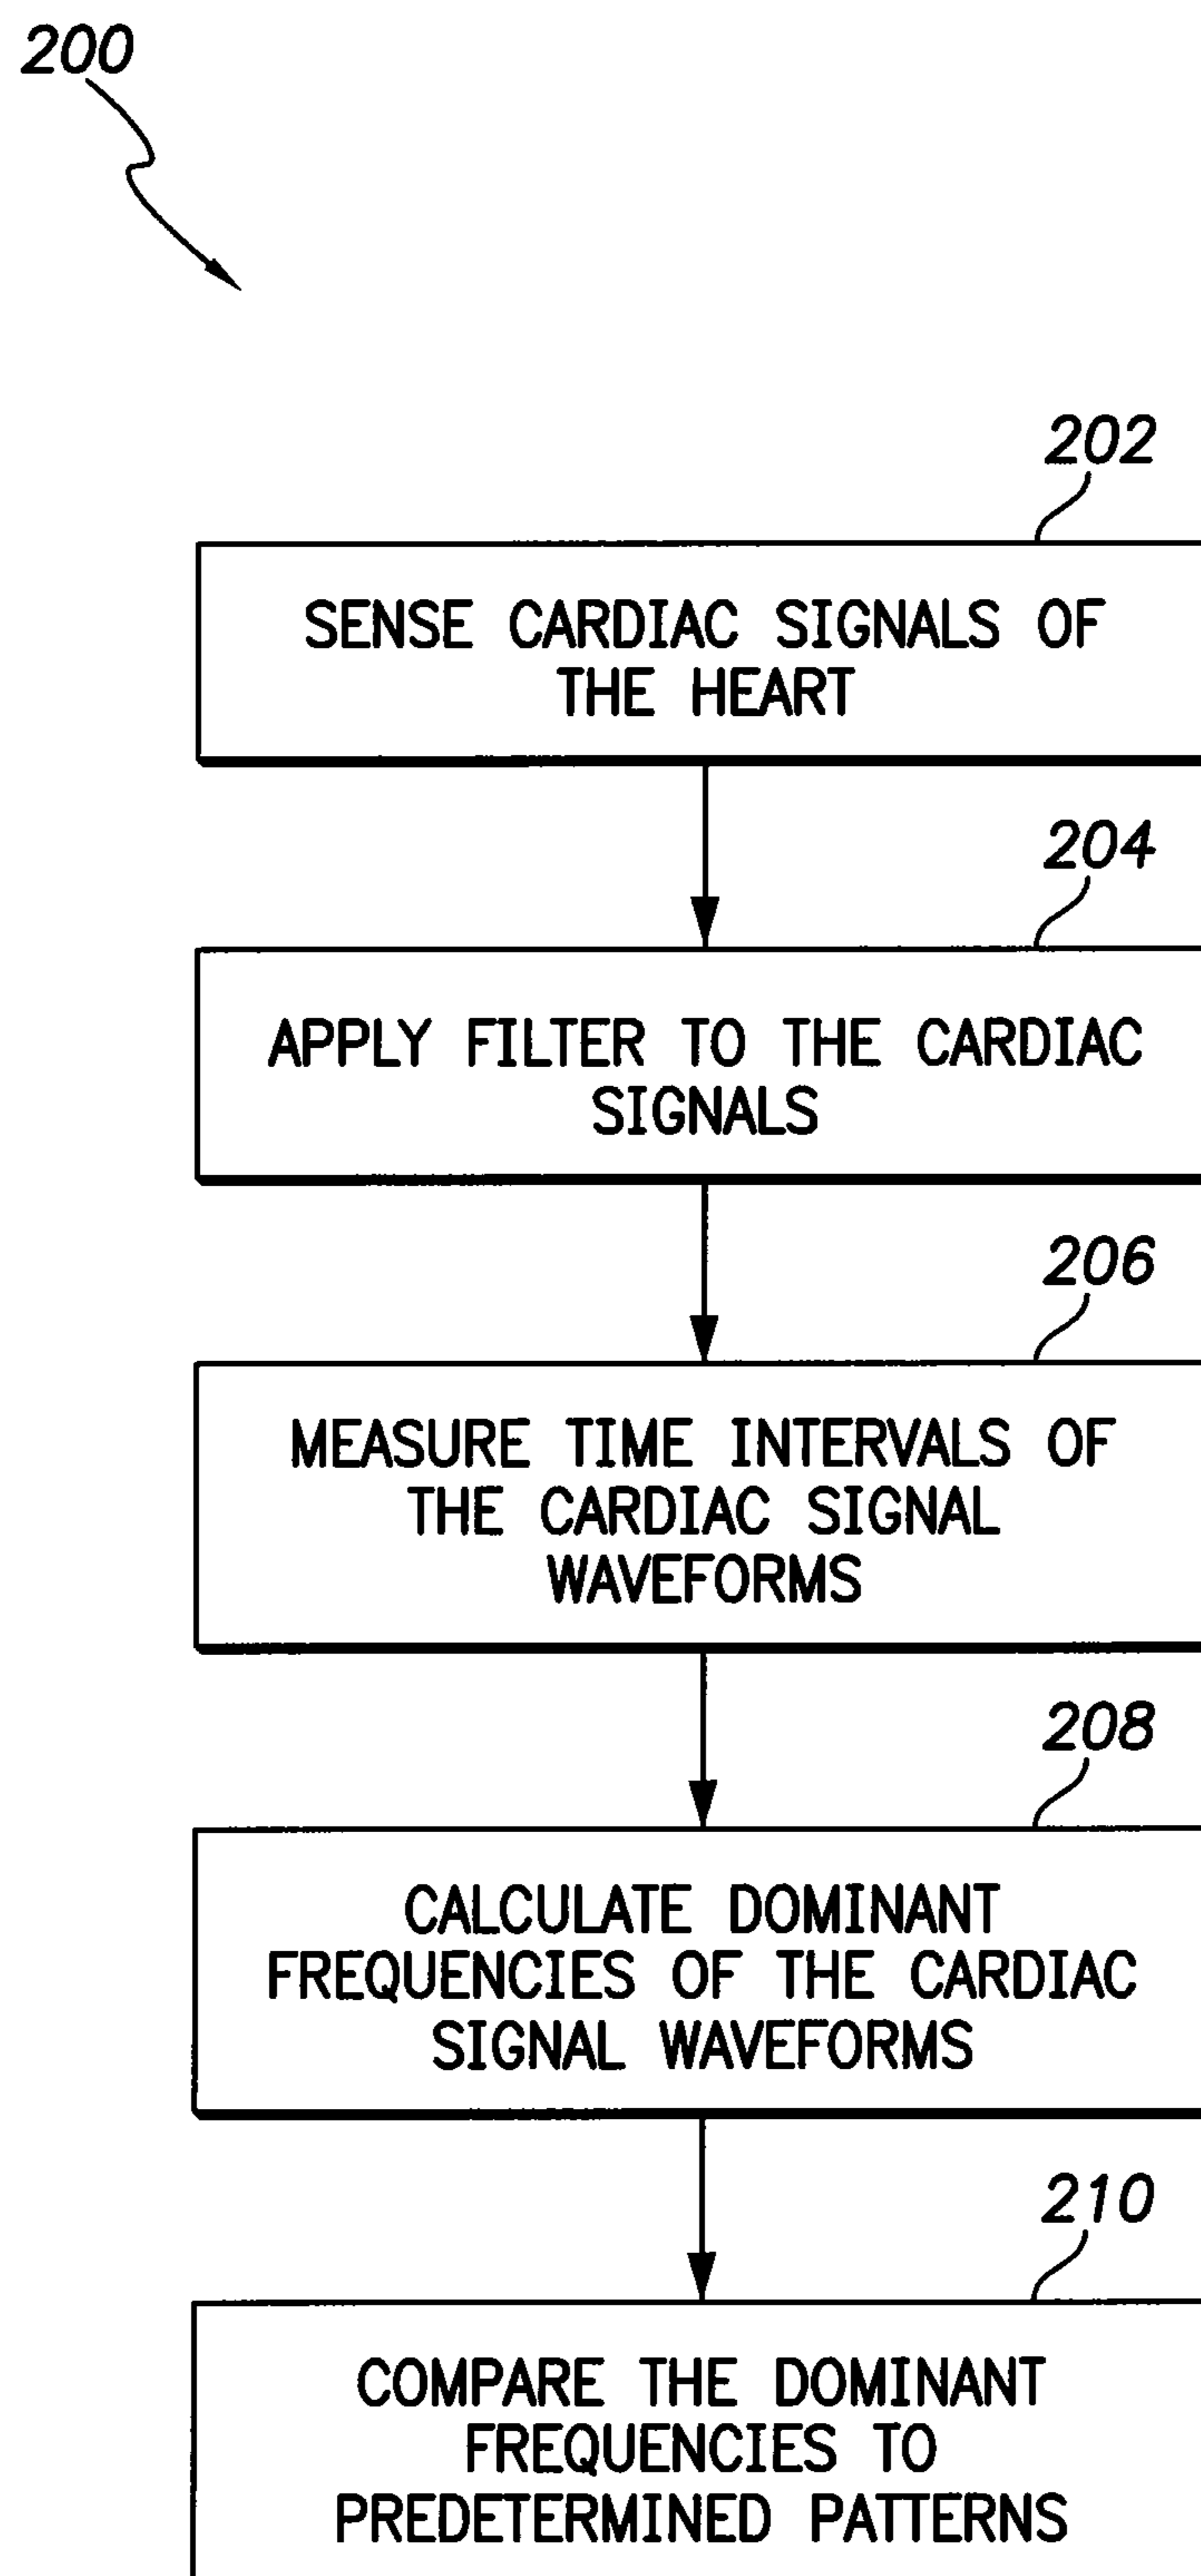 200
202
SENSE CARDIAC SIGNALS OF
THE HEART
204
APPLY FILTER TO THE CARDIAC
SIGNALS
206
MEASURE TIME INTERVALS OF
THE CARDIAC SIGNAL
WAVEFORMS
208
CALCULATE DOMINANT
FREQUENCIES OF THE CARDIAC
SIGNAL WAVEFORMS
210
COMPARE THE DOMINANT
FREQUENCIES TO
PREDETERMINED PATTERNS